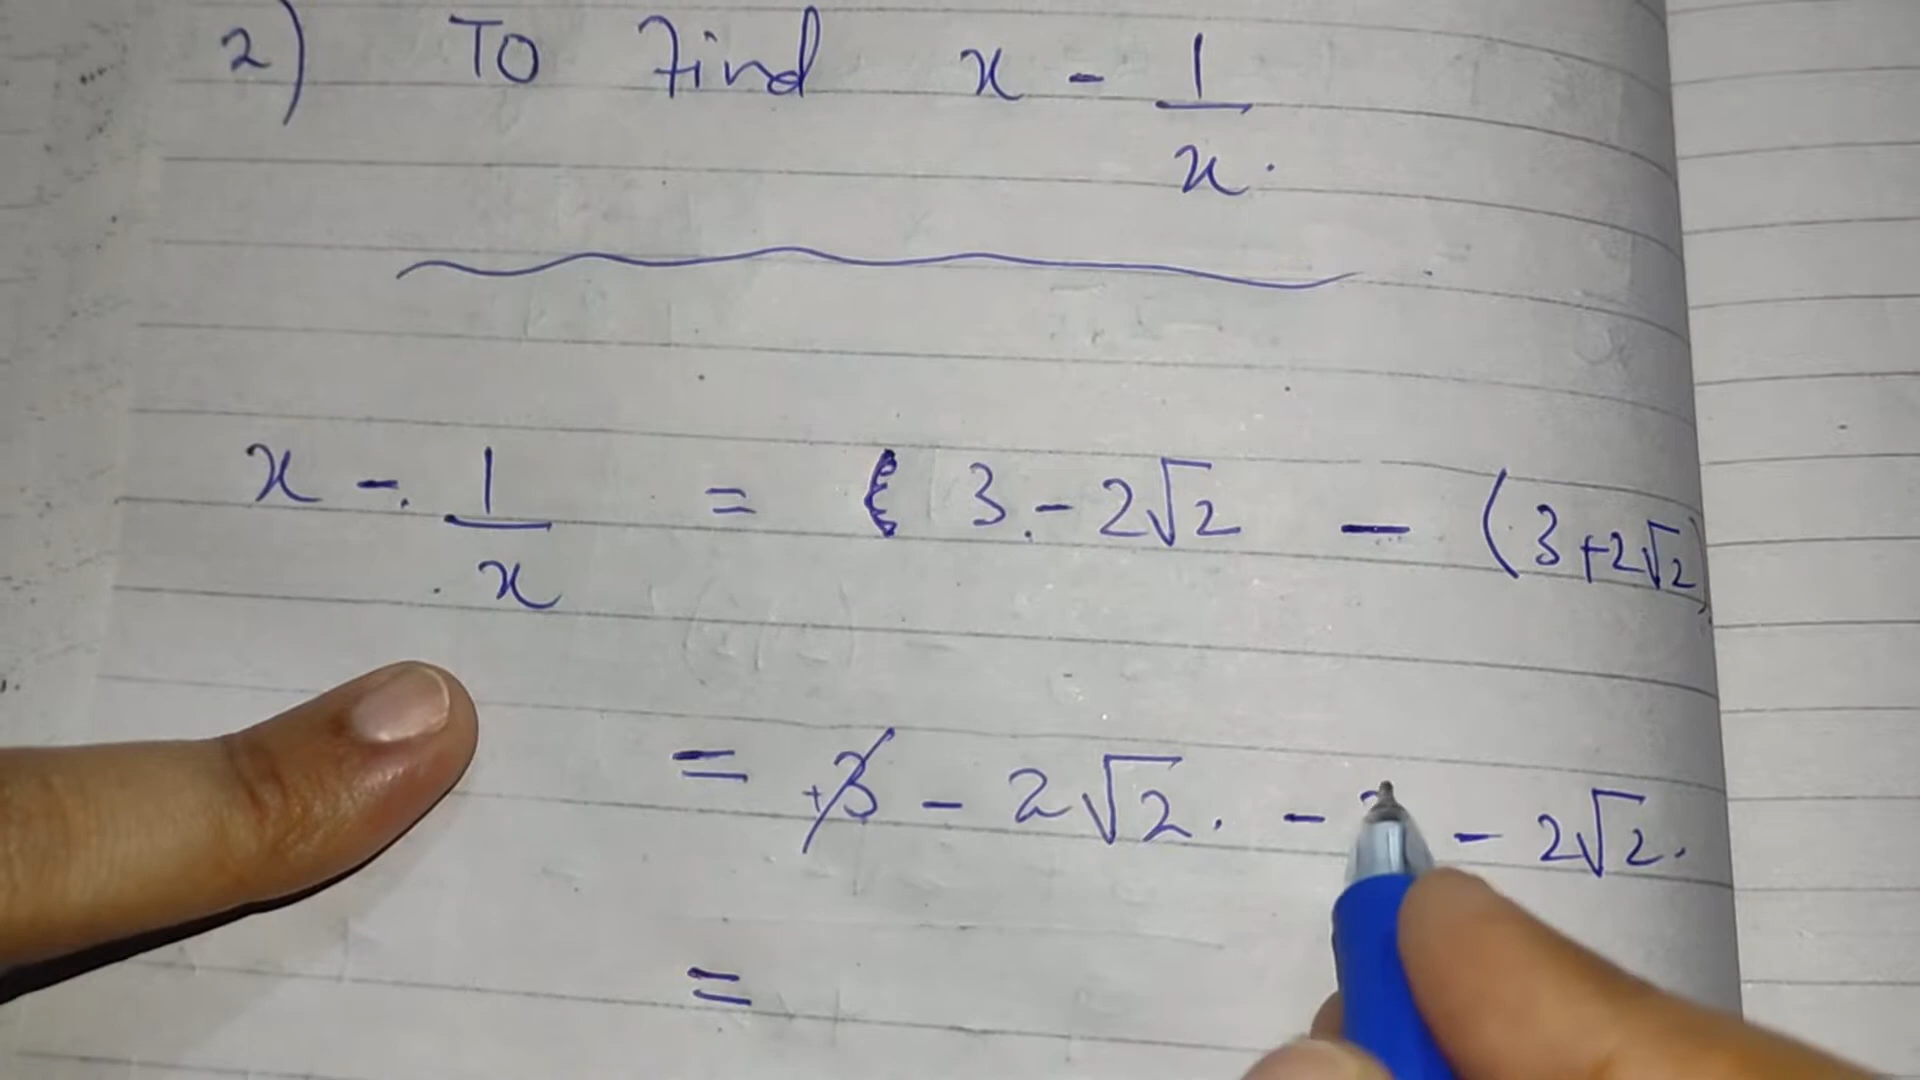 2) To Find x - 1/x.
x - 1/x = 3 - 2√2 - (3+2√2)
= +3 - 2√2. - - 2√2.
=